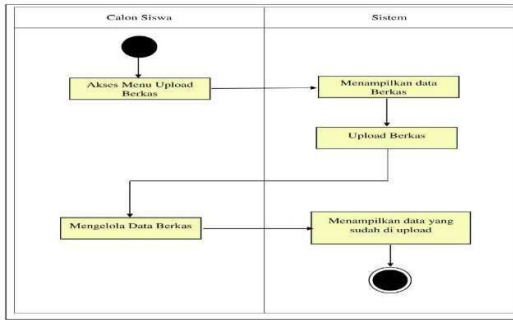 Calon Siswa
Sistem
Akses Menu Upload
Berkas
Menampilkan data
Berkas
Upload Berkas
Mengelola Data Berkas
Menampilkan data yang
sudah di upload